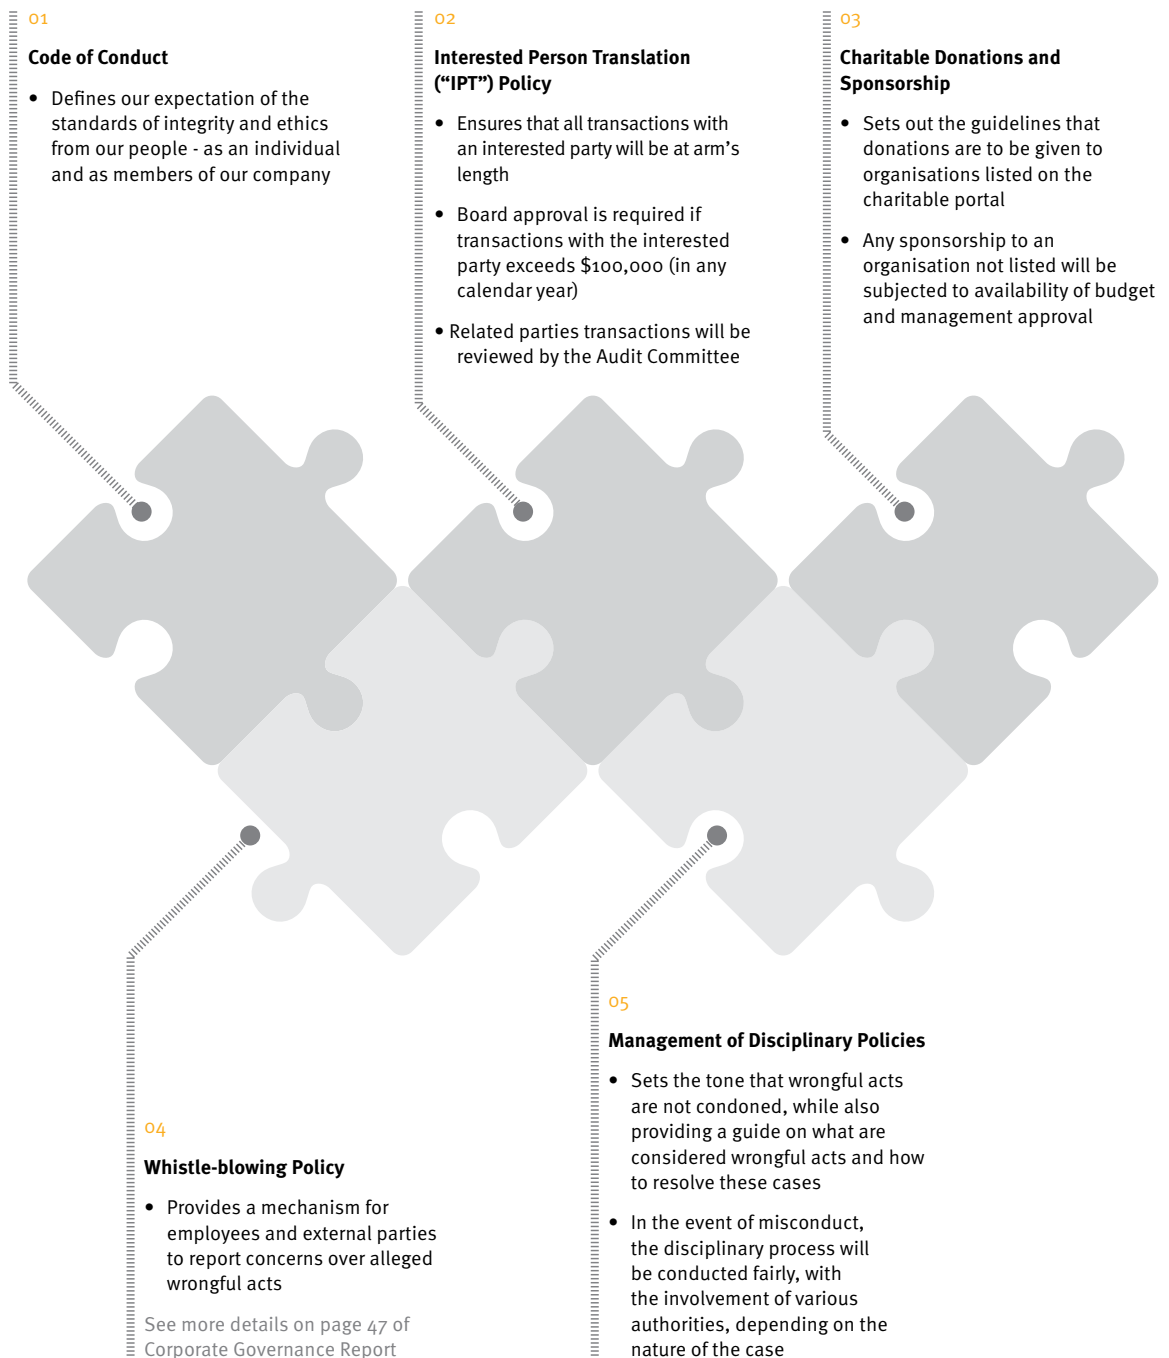 01
Code of Conduct
• Defines our expectation of the
standards of integrity and ethics
from our people - as an individual
and as members of our company
02
Interested Person Translation
(“IPT”) Policy
• Ensures that all transactions with
an interested party will be at arm’s
length
• Board approval is required if
transactions with the interested
party exceeds $100,000 (in any
calendar year)
• Related parties transactions will be
reviewed by the Audit Committee
03
Charitable Donations and
Sponsorship
• Sets out the guidelines that
donations are to be given to
organisations listed on the
charitable portal
• Any sponsorship to an
organisation not listed will be
subjected to availability of budget
and management approval
04
Whistle-blowing Policy
• Provides a mechanism for
employees and external parties
to report concerns over alleged
wrongful acts
See more details on page 47 of
Corporate Governance Report
05
Management of Disciplinary Policies
• Sets the tone that wrongful acts
are not condoned, while also
providing a guide on what are
considered wrongful acts and how
to resolve these cases
• In the event of misconduct,
the disciplinary process will
be conducted fairly, with
the involvement of various
authorities, depending on the
nature of the case